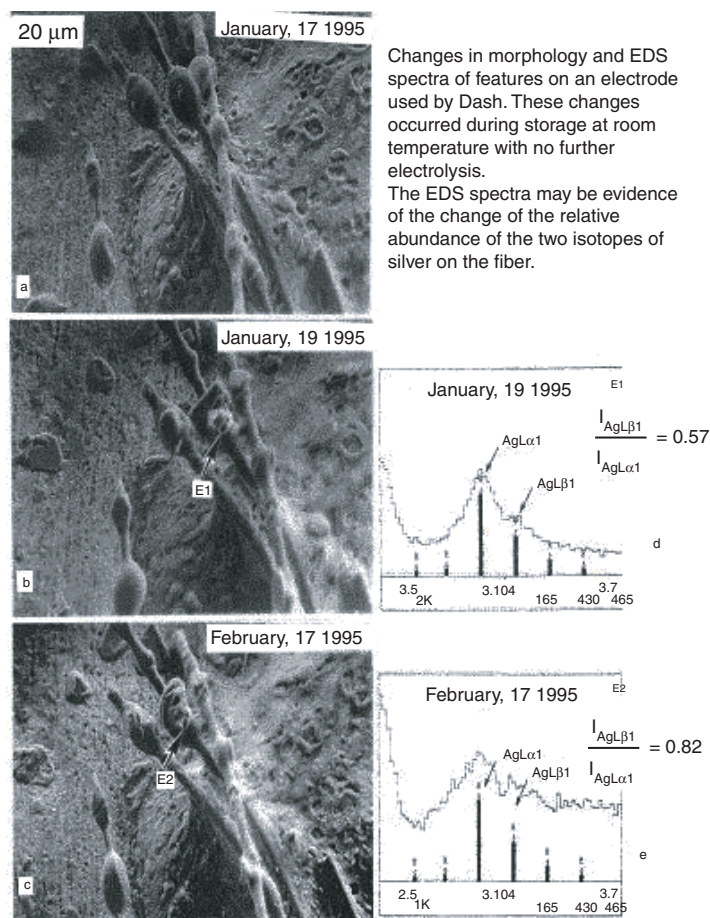 20 μm
January, 17 1995
Changes in morphology and EDS
spectra of features on an electrode
used by Dash. These changes
occurred during storage at room
temperature with no further
electrolysis.
The EDS spectra may be evidence
of the change of the relative
abundance of the two isotopes of
silver on the fiber.
a
January, 19 1995
E1
b
January, 19 1995
E1
AgLα1
AgLβ1
I AgLβ1
I AgLα1
= 0.57
d
3.5
3.104
3.7
2K
165
430
465
February, 17 1995
E2
c
February, 17 1995
E2
AgLα1
AgLβ1
I AgLβ1
I AgLα1
= 0.82
e
2.5
3.104
3.7
1K
165
430
465